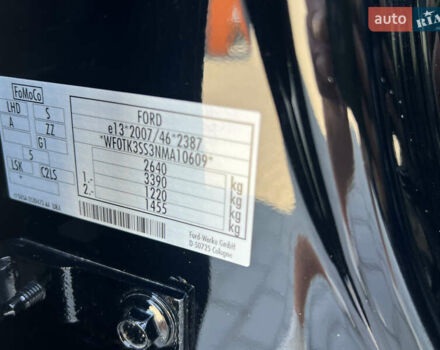 auto RIA
FoMoCo
FORD
LHD S
e13*2007/46*2387
A ZZ
*WF0TK3SS3NMA10609*
G1
2640 kg
5
1.- 3390 kg
LSK C2LS
2.- 1220 kg
1455 kg
Ford-Werke GmbH
D-50725 Cologne